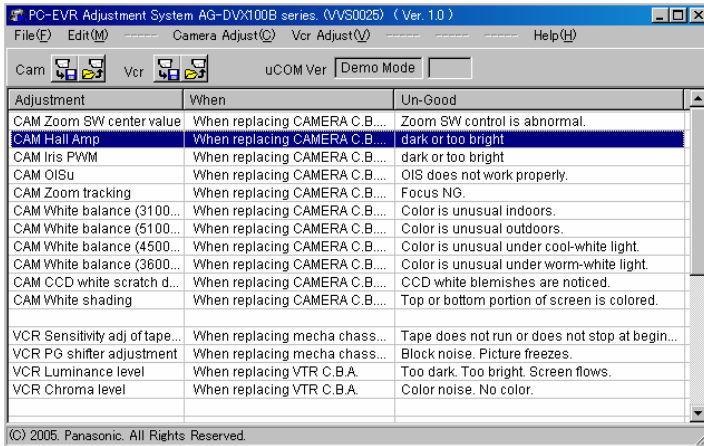 PC-EVR Adjustment System AG-DVX100B series. (VVS0025) ( Ver. 1.0 )
File(F) Edit(M) ----- Camera Adjust(C) Vcr Adjust(V) ----- ----- ----- Help(H)
Cam Vcr uCOM Ver Demo Mode
Adjustment When Un-Good
CAM Zoom SW center value When replacing CAMERA C.B.... Zoom SW control is abnormal.
CAM Hall Amp When replacing CAMERA C.B.... dark or too bright
CAM Iris PWM When replacing CAMERA C.B.... dark or too bright
CAM OISu When replacing CAMERA C.B.... OIS does not work properly.
CAM Zoom tracking When replacing CAMERA C.B.... Focus NG.
CAM White balance (3100... When replacing CAMERA C.B.... Color is unusual indoors.
CAM White balance (5100... When replacing CAMERA C.B.... Color is unusual outdoors.
CAM White balance (4500... When replacing CAMERA C.B.... Color is unusual under cool-white light.
CAM White balance (3600... When replacing CAMERA C.B.... Color is unusual under worm-white light.
CAM CCD white scratch d... When replacing CAMERA C.B.... CCD white blemishes are noticed.
CAM White shading When replacing CAMERA C.B.... Top or bottom portion of screen is colored.
VCR Sensitivity adj of tape... When replacing mecha chass... Tape does not run or does not stop at begin...
VCR PG shifter adjustment When replacing mecha chass... Block noise. Picture freezes.
VCR Luminance level When replacing VTR C.B.A. Too dark. Too bright. Screen flows.
VCR Chroma level When replacing VTR C.B.A. Color noise. No color.
(C) 2005. Panasonic. All Rights Reserved.